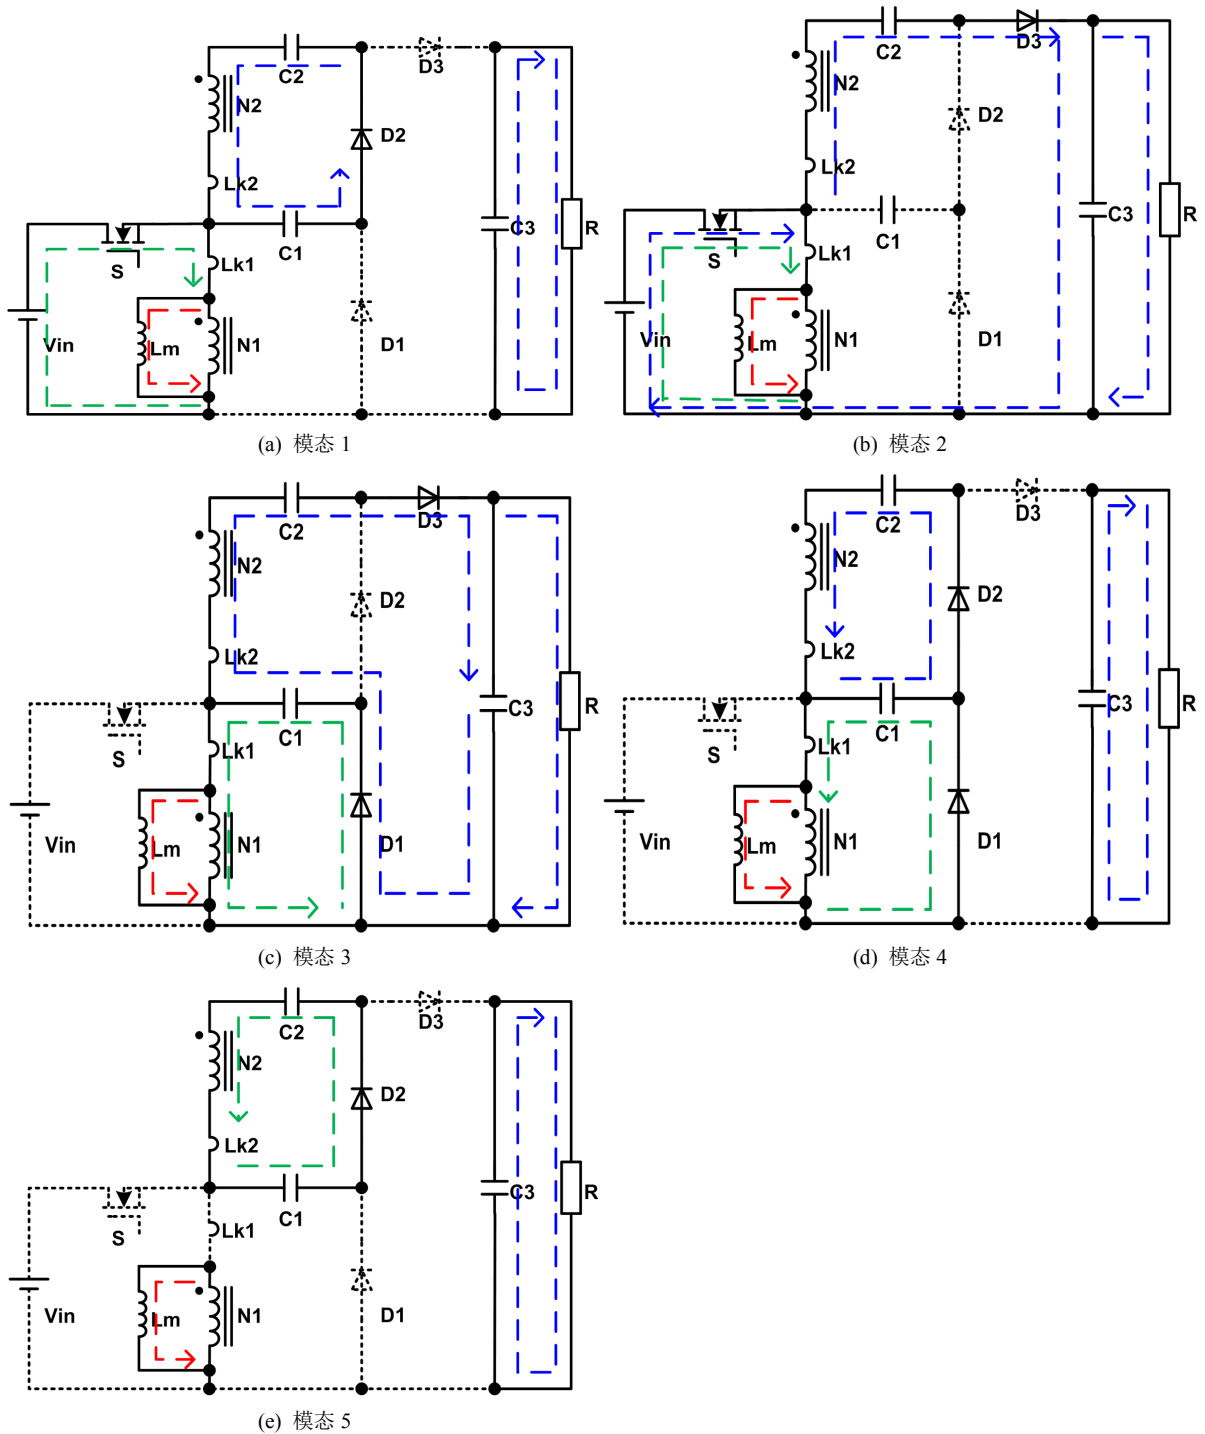 C2
D3
N2
D2
Lk2
C1
C3
R
S
Lk1
Vin
Lm
N1
D1
(a) 模态 1
C2
D3
N2
D2
Lk2
C1
C3
R
S
Lk1
Vin
Lm
N1
D1
(b) 模态 2
C2
D3
N2
D2
Lk2
C1
C3
R
S
Lk1
Vin
Lm
N1
D1
(c) 模态 3
C2
D3
N2
D2
Lk2
C1
C3
R
S
Lk1
Vin
Lm
N1
D1
(d) 模态 4
C2
D3
N2
D2
Lk2
C1
C3
R
S
Lk1
Vin
Lm
N1
D1
(e) 模态 5